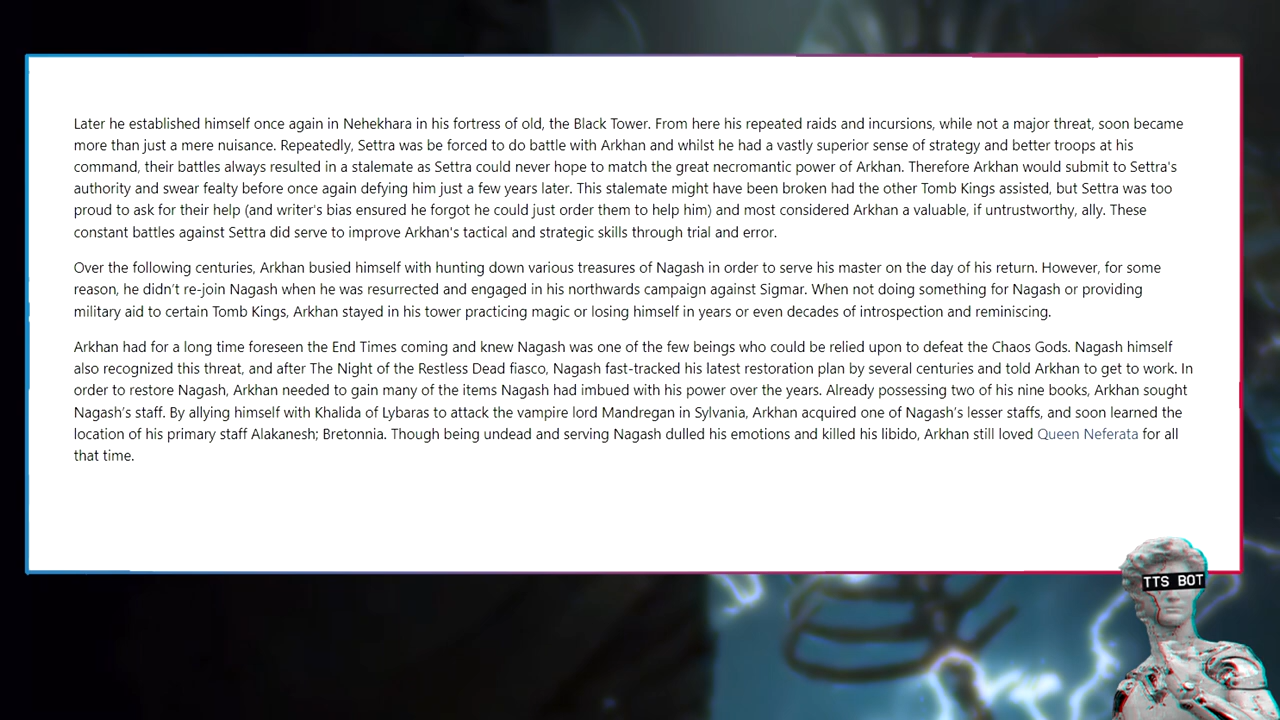 Later he established himself once again in Nehekhara in his fortress of old, the Black Tower. From here his repeated raids and incursions, while not a major threat, soon became
more than just a mere nuisance. Repeatedly, Settra was be forced to do battle with Arkhan and whilst he had a vastly superior sense of strategy and better troops at his
command, their battles always resulted in a stalemate as Settra could never hope to match the great necromantic power of Arkhan. Therefore Arkhan would submit to Settra's
authority and swear fealty before once again defying him just a few years later. This stalemate might have been broken had the other Tomb Kings assisted, but Settra was too
proud to ask for their help (and writer's bias ensured he forgot he could just order them to help him) and most considered Arkhan a valuable, if untrustworthy, ally. These
constant battles against Settra did serve to improve Arkhan's tactical and strategic skills through trial and error.
Over the following centuries, Arkhan busied himself with hunting down various treasures of Nagash in order to serve his master on the day of his return. However, for some
reason, he didn’t re-join Nagash when he was resurrected and engaged in his northwards campaign against Sigmar. When not doing something for Nagash or providing
military aid to certain Tomb Kings, Arkhan stayed in his tower practicing magic or losing himself in years or even decades of introspection and reminiscing.
Arkhan had for a long time foreseen the End Times coming and knew Nagash was one of the few beings who could be relied upon to defeat the Chaos Gods. Nagash himself
also recognized this threat, and after The Night of the Restless Dead fiasco, Nagash fast-tracked his latest restoration plan by several centuries and told Arkhan to get to work. In
order to restore Nagash, Arkhan needed to gain many of the items Nagash had imbued with his power over the years. Already possessing two of his nine books, Arkhan sought
Nagash’s staff. By allying himself with Khalida of Lybaras to attack the vampire lord Mandregan in Sylvania, Arkhan acquired one of Nagash’s lesser staffs, and soon learned the
location of his primary staff Alakanesh; Bretonnia. Though being undead and serving Nagash dulled his emotions and killed his libido, Arkhan still loved Queen Neferata for all
that time.
TTS BOT